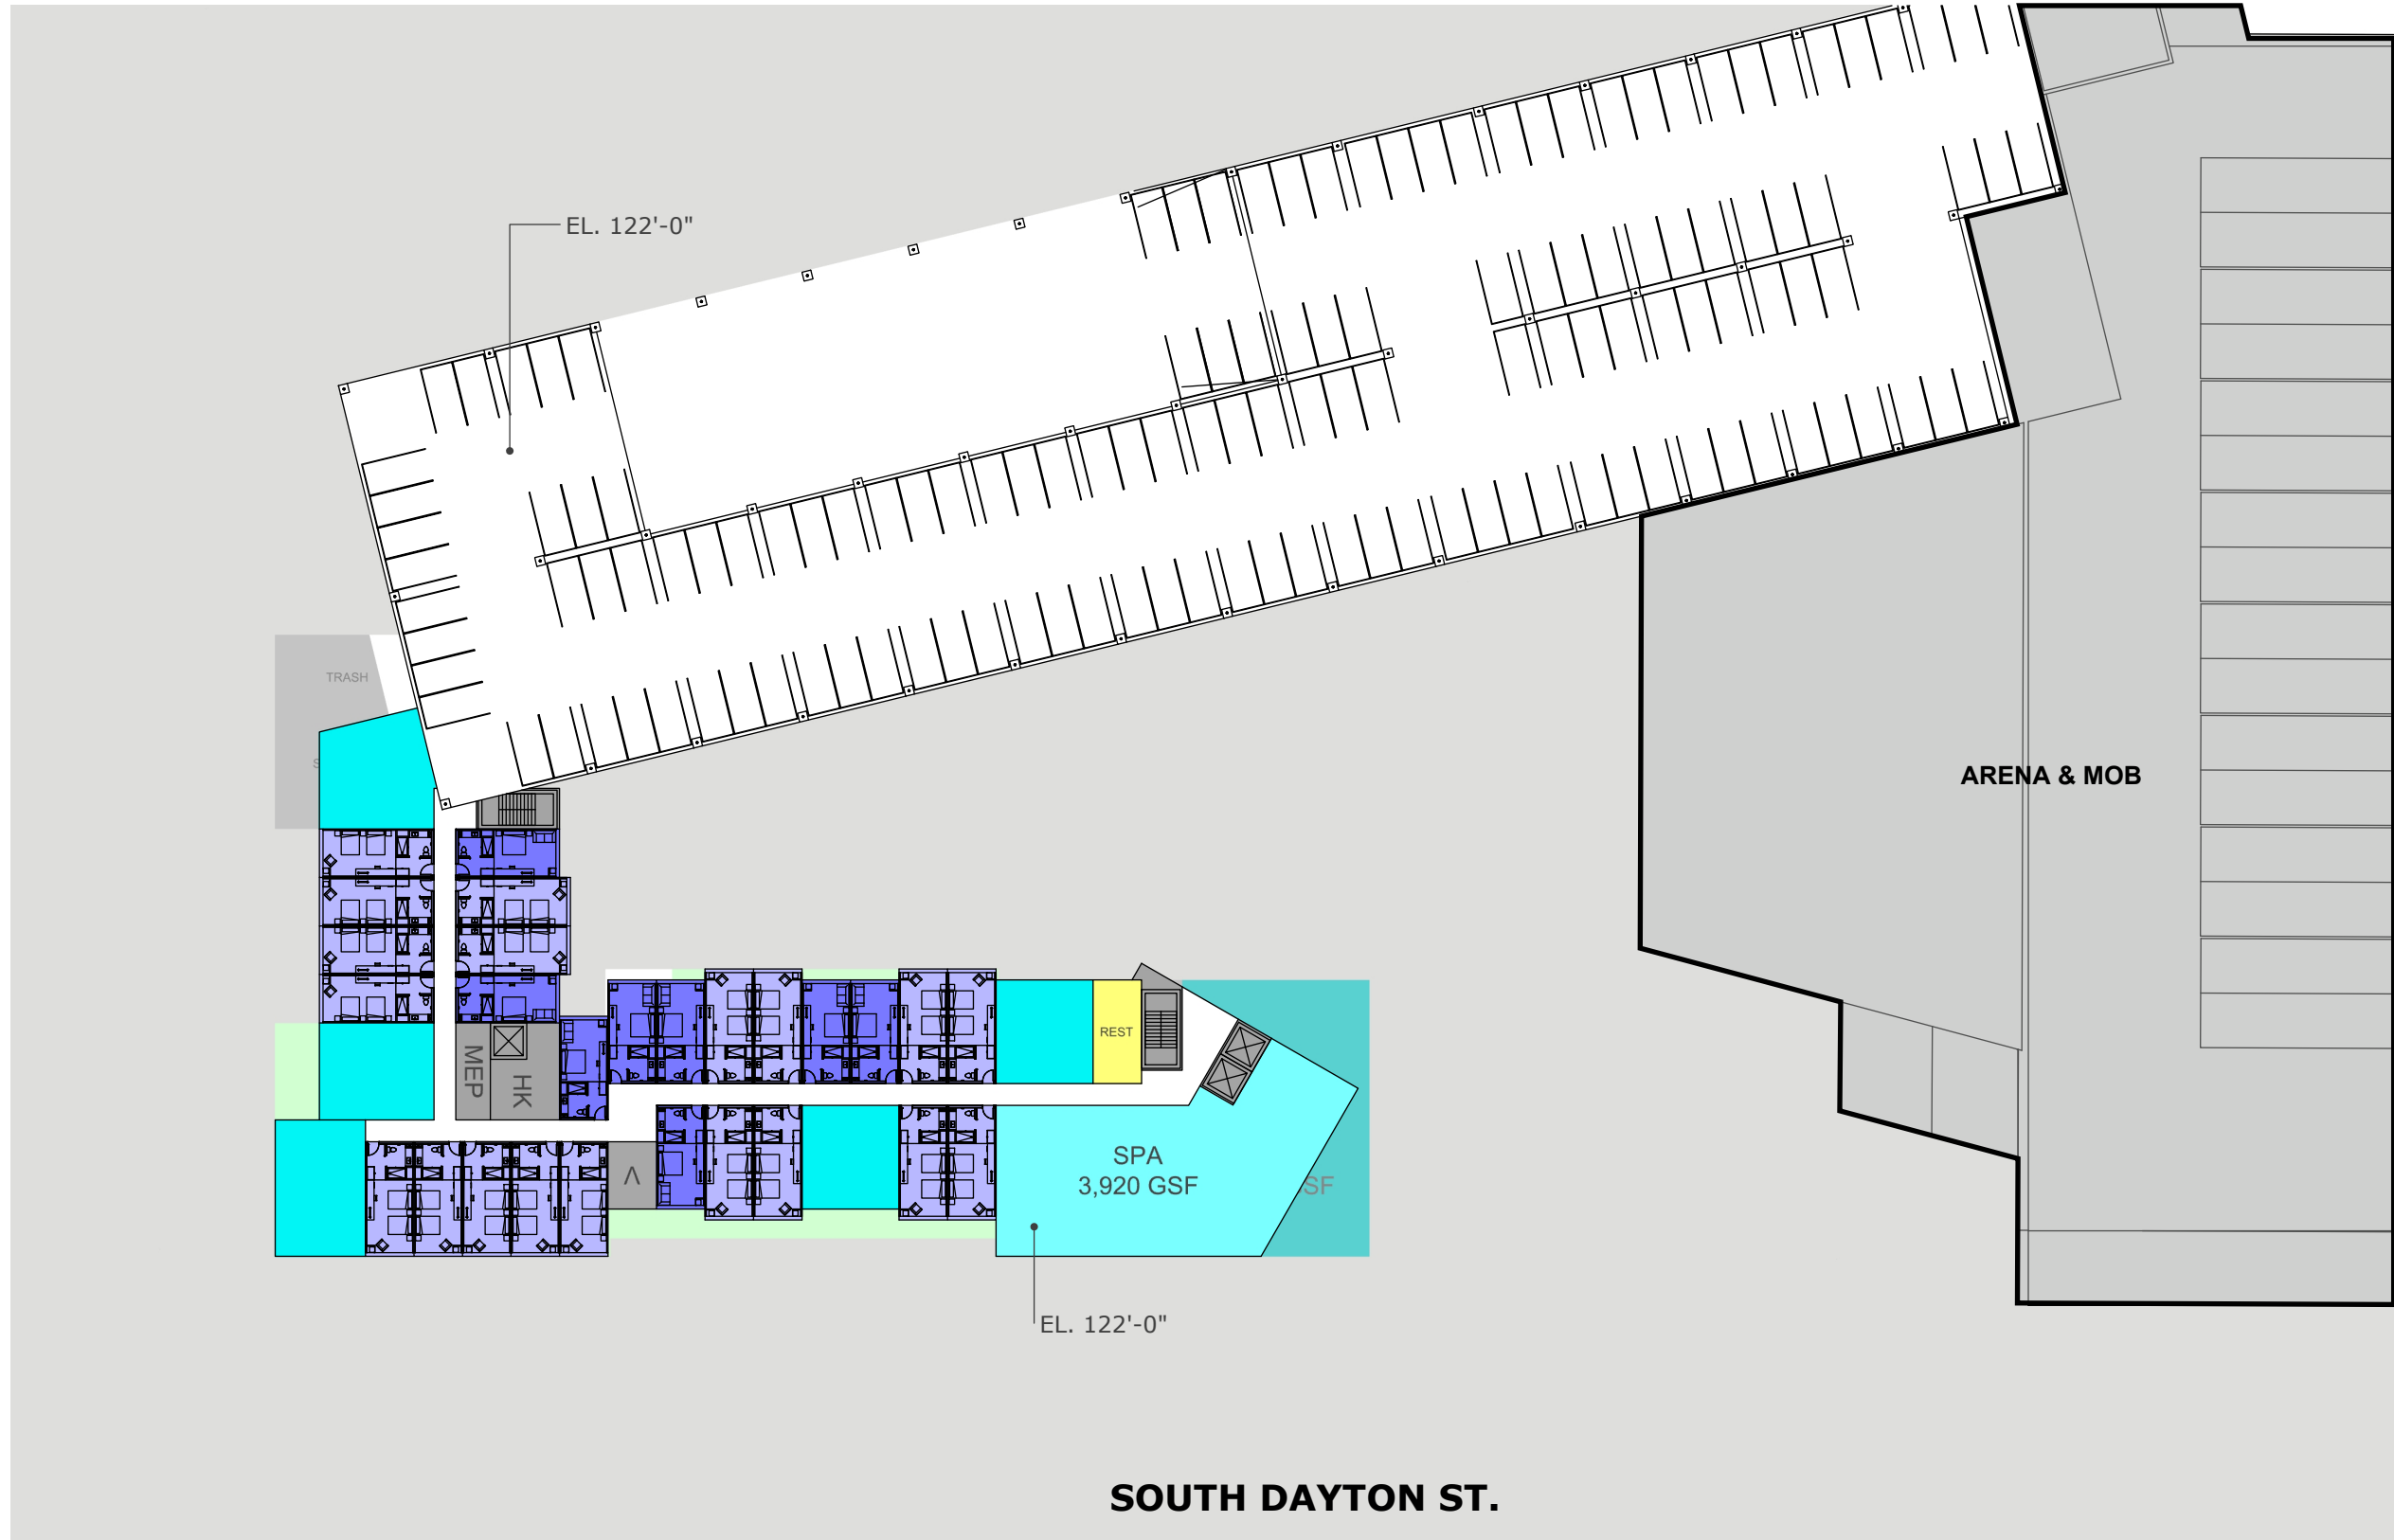 EL. 122'-0"
TRASH
ARENA & MOB
REST
MEP
HK
SPA
3,920 GSF
SF
V
EL. 122'-0"
SOUTH DAYTON ST.